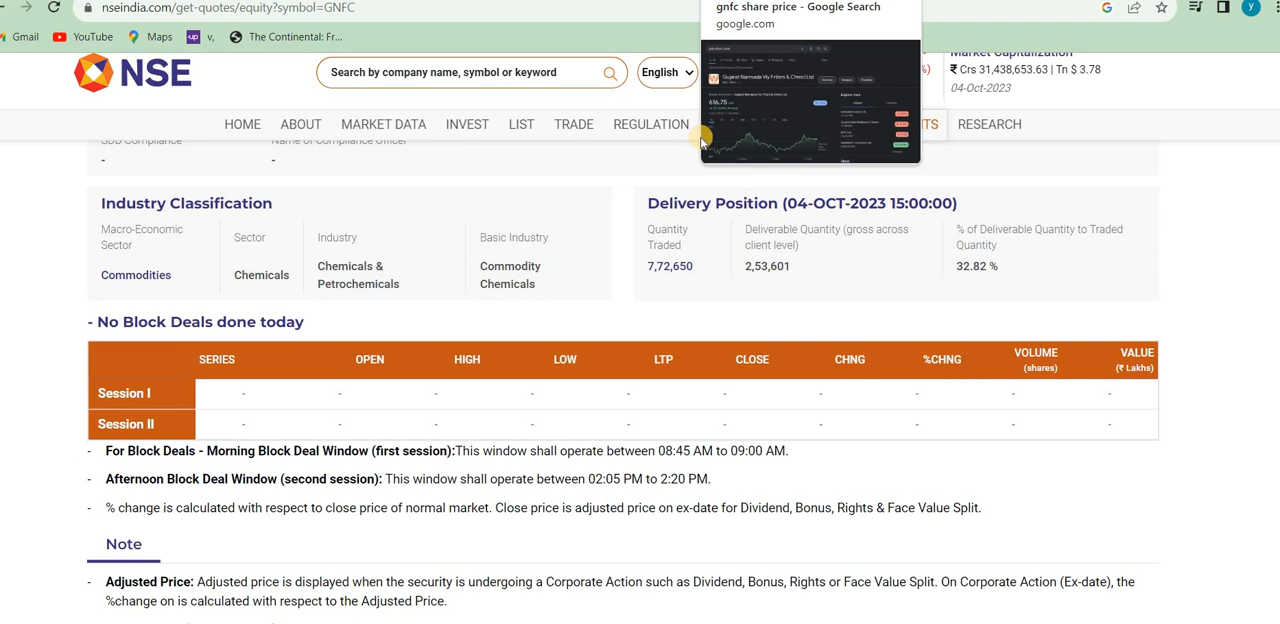 nseindia.com/get-quotes/equity?symbol=GNFC
gnfc share price - Google Search
google.com
Gmail
YouTube
Maps
up
v,
The Continental: Fr...
y
NSE
Search by company name, symbol or keyword
English
Market Capitalization
₹ Crs 31,438,653.63 | Tn $ 3.78
04-Oct-2023
%)
Gujarat Narmada Vly Frtlzrs & Chmcl Ltd
616.75
HOME
ABOUT
MARKET DATA
INVEST
LIST
TRADE
REGULATION
TS
RESEARCH
SDD Compliance
Name of Compliance Officer
-
-
Industry Classification
Macro-Economic
Sector
Sector
Industry
Basic Industry
Commodities
Chemicals
Chemicals &
Petrochemicals
Commodity
Chemicals
Delivery Position (04-OCT-2023 15:00:00)
Quantity
Traded
Deliverable Quantity (gross across
client level)
% of Deliverable Quantity to Traded
Quantity
7,72,650
2,53,601
32.82 %
- No Block Deals done today
SERIES
OPEN
HIGH
LOW
LTP
CLOSE
CHNG
%CHNG
VOLUME
(shares)
VALUE
(₹ Lakhs)
Session I - - - - - - - - - -
Session II - - - - - - - - - -
- For Block Deals - Morning Block Deal Window (first session):This window shall operate between 08:45 AM to 09:00 AM.
- Afternoon Block Deal Window (second session): This window shall operate between 02:05 PM to 2:20 PM.
- % change is calculated with respect to close price of normal market. Close price is adjusted price on ex-date for Dividend, Bonus, Rights & Face Value Split.
Note
- Adjusted Price: Adjusted price is displayed when the security is undergoing a Corporate Action such as Dividend, Bonus, Rights or Face Value Split. On Corporate Action (Ex-date), the
%change on is calculated with respect to the Adjusted Price.